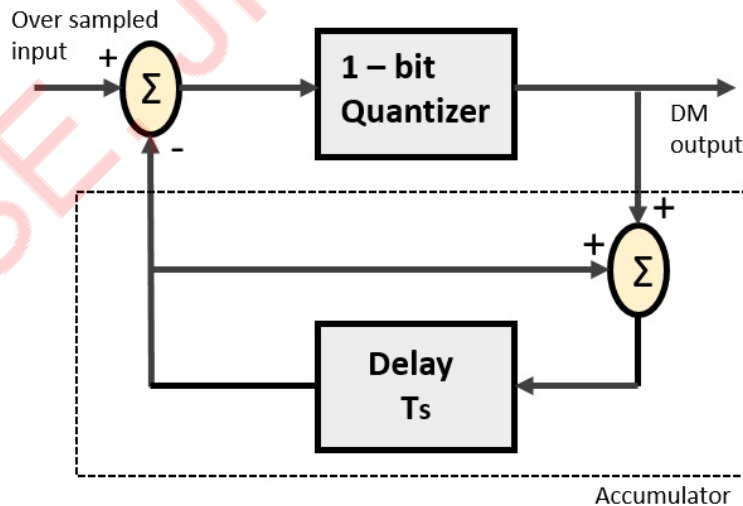 Over sampled
input
+
Σ
-
1 – bit
Quantizer
DM
output
+
+
Σ
Delay
Ts
Accumulator